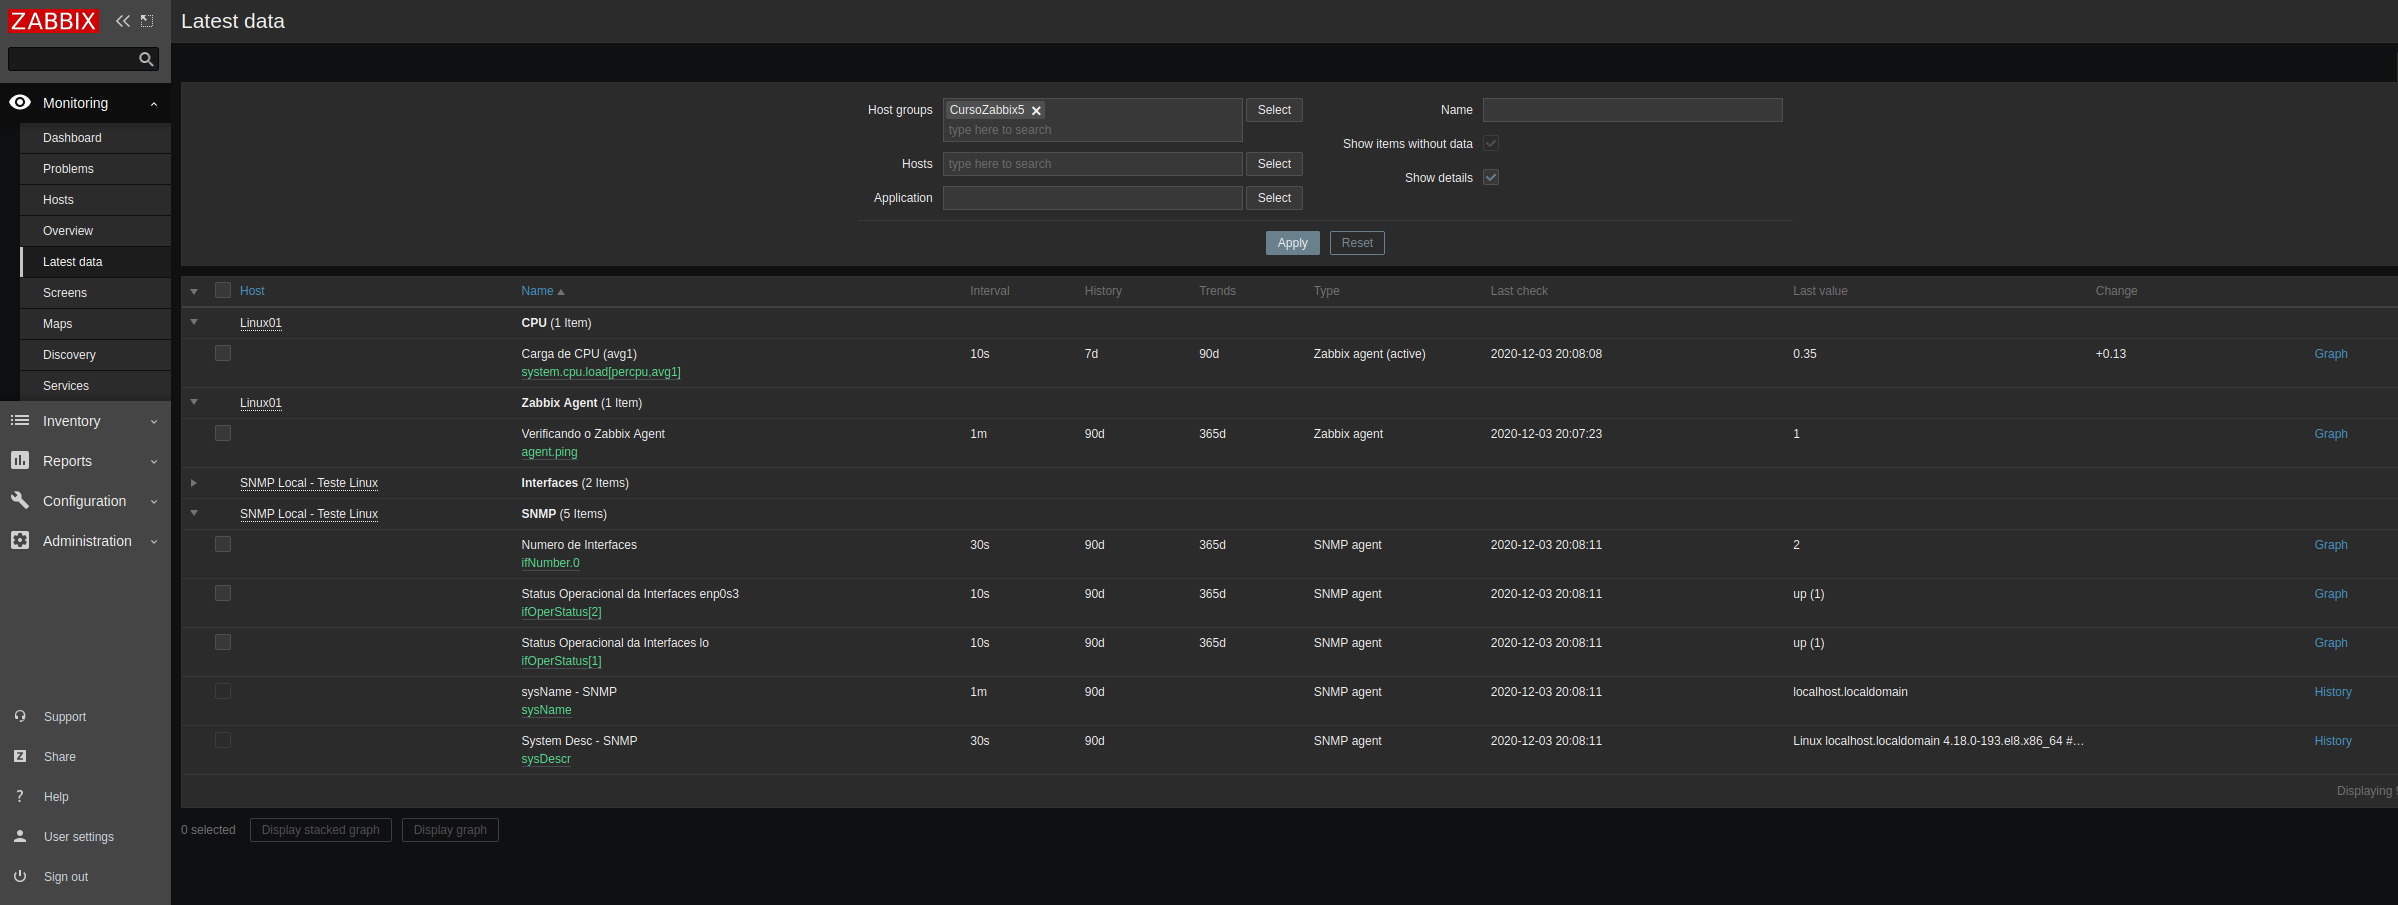 ZABBIX
Latest data
Monitoring
Dashboard
Problems
Hosts
Overview
Latest data
Screens
Maps
Discovery
Services
Inventory
Reports
Configuration
Administration
Support
Share
Help
User settings
Sign out
Host groups CursoZabbix5 Select
type here to search
Hosts type here to search Select
Application Select
Name
Show items without data
Show details
Apply Reset
Host Name Interval History Trends Type Last check Last value Change
Linux01 CPU (1 Item)
Carga de CPU (avg1) 10s 7d 90d Zabbix agent (active) 2020-12-03 20:08:08 0.35 +0.13 Graph
system.cpu.load[percpu,avg1]
Linux01 Zabbix Agent (1 Item)
Verificando o Zabbix Agent 1m 90d 365d Zabbix agent 2020-12-03 20:07:23 1 Graph
agent.ping
SNMP Local - Teste Linux Interfaces (2 Items)
SNMP Local - Teste Linux SNMP (5 Items)
Numero de Interfaces 30s 90d 365d SNMP agent 2020-12-03 20:08:11 2 Graph
ifNumber.0
Status Operacional da Interfaces enp0s3 10s 90d 365d SNMP agent 2020-12-03 20:08:11 up (1) Graph
ifOperStatus[2]
Status Operacional da Interfaces lo 10s 90d 365d SNMP agent 2020-12-03 20:08:11 up (1) Graph
ifOperStatus[1]
sysName - SNMP 1m 90d SNMP agent 2020-12-03 20:08:11 localhost.localdomain History
sysName
System Desc - SNMP 30s 90d SNMP agent 2020-12-03 20:08:11 Linux localhost.localdomain 4.18.0-193.el8.x86_64 #... History
sysDescr
Displaying
0 selected Display stacked graph Display graph